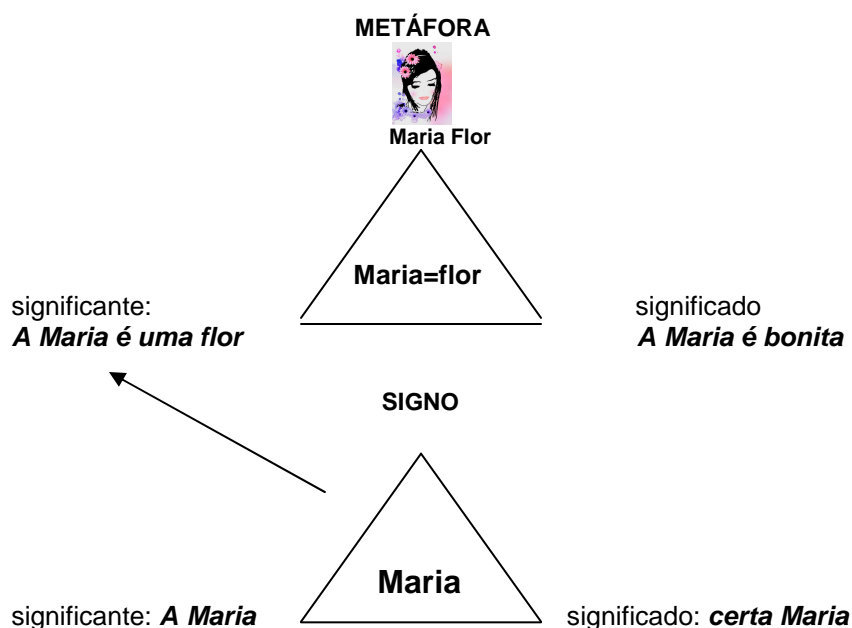 METÁFORA
Maria Flor
Maria=flor
significante:
A Maria é uma flor
significado
A Maria é bonita
SIGNO
Maria
significante: A Maria
significado: certa Maria